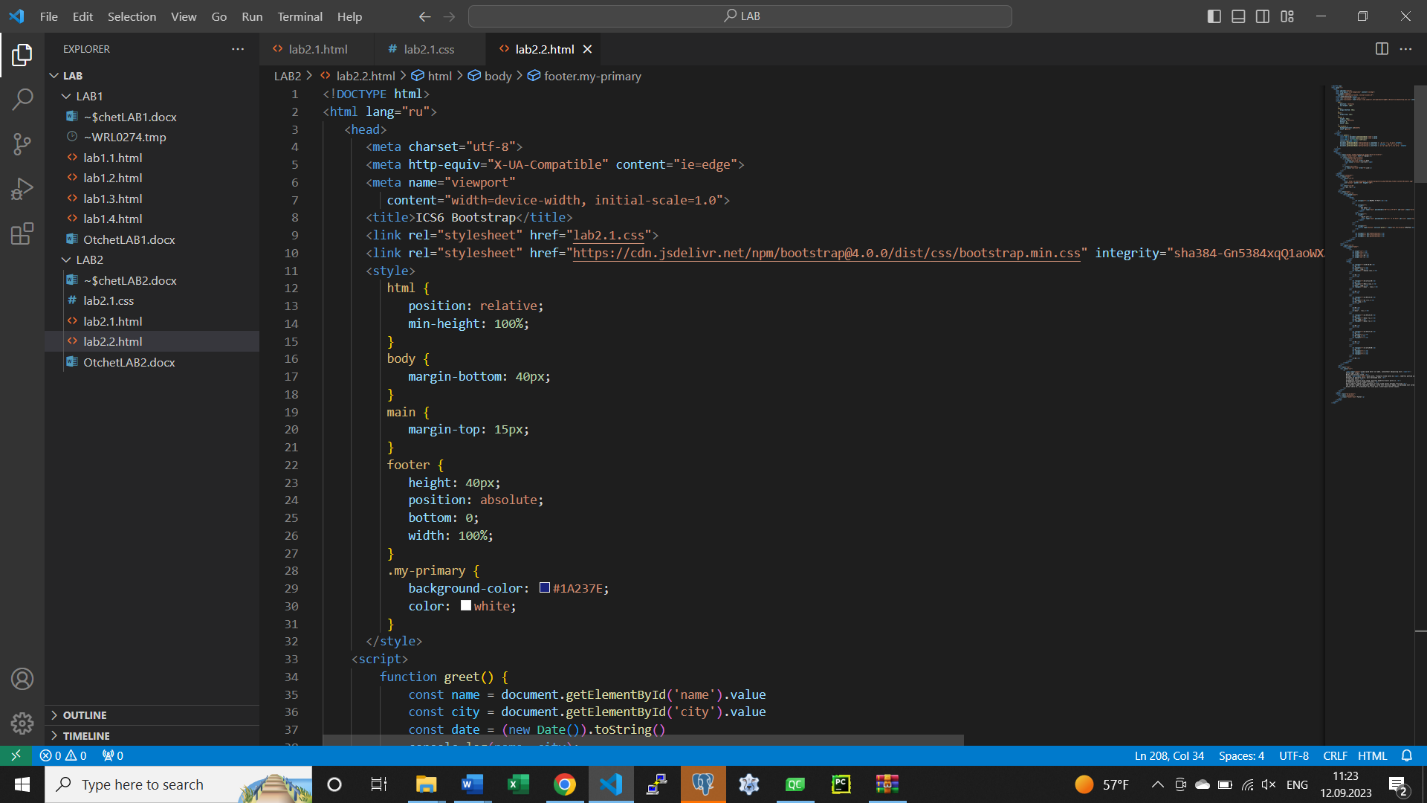 File Edit Selection View Go Run Terminal Help
LAB
EXPLORER
lab2.1.html
lab2.1.css
lab2.2.html
LAB2 > lab2.2.html > html > body > footer.my-primary
LAB
LAB1
~$chetLAB1.docx
~WRL0274.tmp
lab1.1.html
lab1.2.html
lab1.3.html
lab1.4.html
OtchetLAB1.docx
LAB2
~$chetLAB2.docx
lab2.1.css
lab2.1.html
lab2.2.html
OtchetLAB2.docx
OUTLINE
TIMELINE
1 <!DOCTYPE html>
2 <html lang="ru">
3 <head>
4 <meta charset="utf-8">
5 <meta http-equiv="X-UA-Compatible" content="ie=edge">
6 <meta name="viewport"
7 content="width=device-width, initial-scale=1.0">
8 <title>ICS6 Bootstrap</title>
9 <link rel="stylesheet" href="lab2.1.css">
10 <link rel="stylesheet" href="https://cdn.jsdelivr.net/npm/bootstrap@4.0.0/dist/css/bootstrap.min.css" integrity="sha384-Gn5384xqQ1aoWX
11 <style>
12 html {
13 position: relative;
14 min-height: 100%;
15 }
16 body {
17 margin-bottom: 40px;
18 }
19 main {
20 margin-top: 15px;
21 }
22 footer {
23 height: 40px;
24 position: absolute;
25 bottom: 0;
26 width: 100%;
27 }
28 .my-primary {
29 background-color: #1A237E;
30 color: white;
31 }
32 </style>
33 <script>
34 function greet() {
35 const name = document.getElementById('name').value
36 const city = document.getElementById('city').value
37 const date = (new Date()).toString()
0 0 0
Ln 208, Col 34 Spaces: 4 UTF-8 CRLF HTML
Type here to search
57°F
ENG
11:23
12.09.2023
2